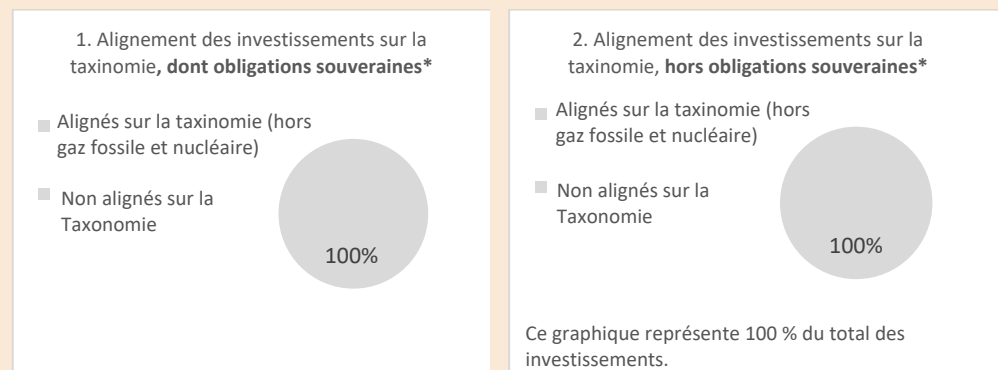 1. Alignement des investissements sur la
taxinomie, dont obligations souveraines*
Alignés sur la taxinomie (hors
gaz fossile et nucléaire)
Non alignés sur la
Taxonomie
100%
2. Alignement des investissements sur la
taxinomie, hors obligations souveraines*
Alignés sur la taxinomie (hors
gaz fossile et nucléaire)
Non alignés sur la
Taxonomie
100%
Ce graphique représente 100 % du total des
investissements.